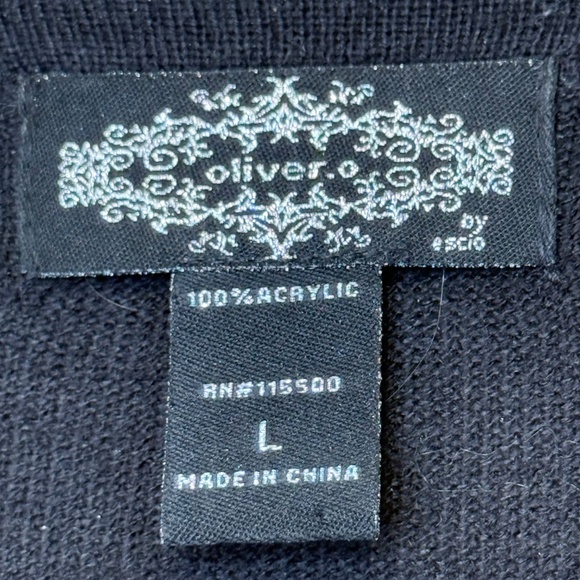 oliver.o.
by
escio
100% ACRYLIC
RN#115500
L
MADE IN CHINA